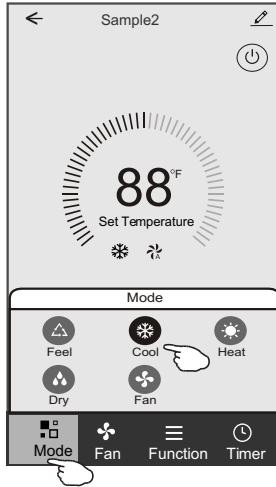 Sample2
88°F
Set Temperature
A
Mode
Feel Cool Heat
Dry Fan
Mode Fan Function Timer